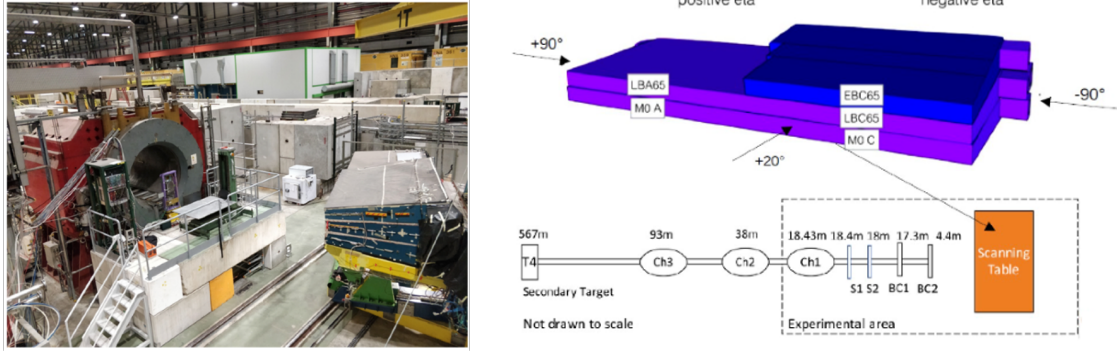 positive eta
negative eta
+90°
LBA65
M0 A
EBC65
LBC65
M0 C
-90°
+20°
567m
93m
38m
18.43m
18.4m
18m
17.3m
4.4m
T4
Ch3
Ch2
Ch1
S1
S2
BC1
BC2
Scanning
Table
Secondary Target
Not drawn to scale
Experimental area